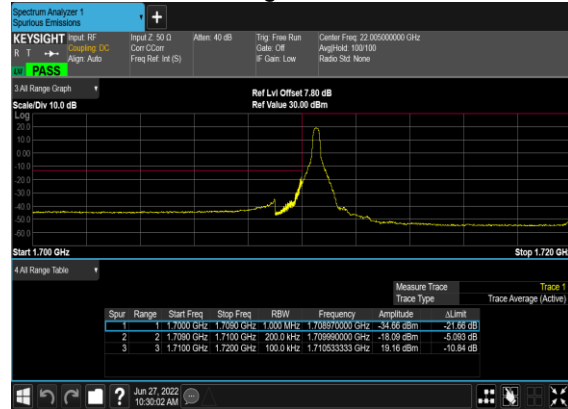 Spectrum Analyzer 1
Spurious Emissions
KEYSIGHT Input: RF Input Z: 50 Ω Atten: 40 dB Trig: Free Run Center Freq: 22.005000000 GHz
R T Coupling: DC Corr CCorr Gate: Off Avg|Hold: 100/100
Align: Auto Freq Ref: Int (S) IF Gain: Low Radio Std: None
PASS
3 All Range Graph
Ref Lvl Offset 7.80 dB
Scale/Div 10.0 dB Ref Value 30.00 dBm
Log
20.0
10.0
0.00
-10.0
-20.0
-30.0
-40.0
-50.0
-60.0
Start 1.700 GHz Stop 1.720 GH
4 All Range Table
Measure Trace Trace 1
Trace Type Trace Average (Active)
Spur Range Start Freq Stop Freq RBW Frequency Amplitude ΔLimit
1 1 1.7000 GHz 1.7090 GHz 1.000 MHz 1.708970000 GHz -34.66 dBm -21.66 dB
2 2 1.7090 GHz 1.7100 GHz 200.0 kHz 1.709990000 GHz -18.09 dBm -5.093 dB
3 3 1.7100 GHz 1.7200 GHz 100.0 kHz 1.710533333 GHz 19.16 dBm -10.84 dB
? Jun 27, 2022
10:30:02 AM